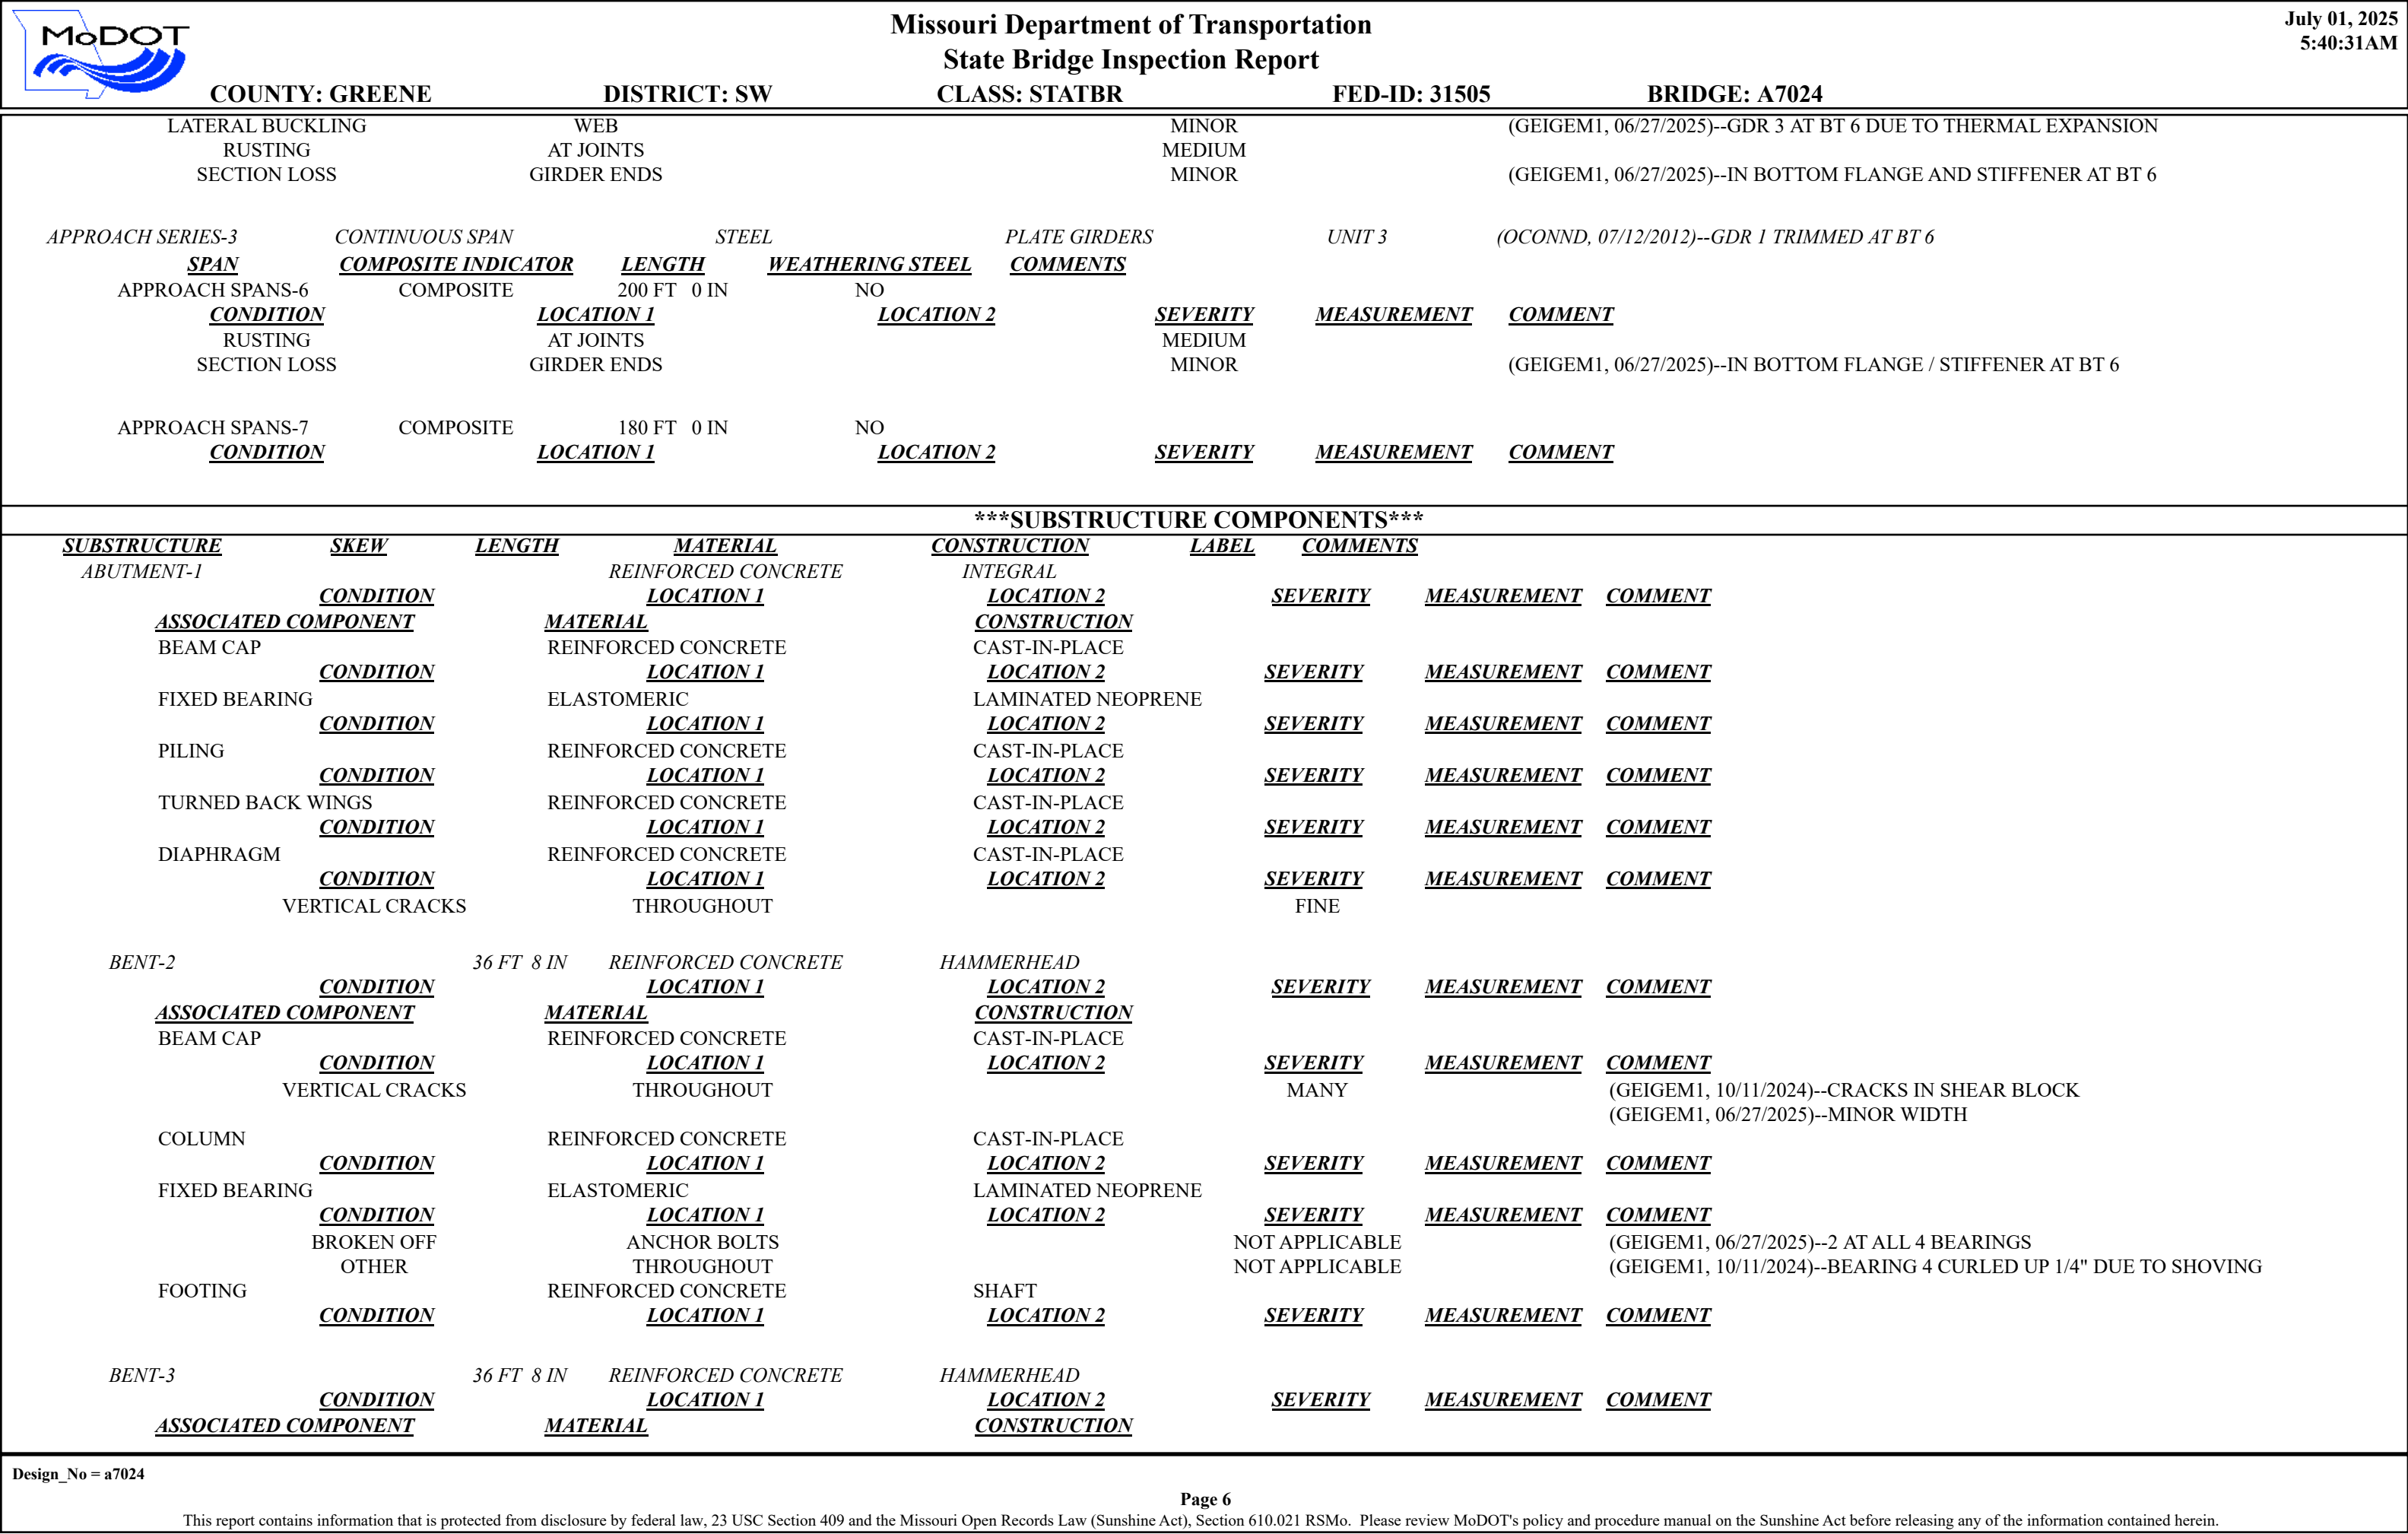 MoDOT
Missouri Department of Transportation
State Bridge Inspection Report
July 01, 2025
5:40:31AM
COUNTY: GREENE DISTRICT: SW CLASS: STATBR FED-ID: 31505 BRIDGE: A7024
LATERAL BUCKLING WEB MINOR (GEIGEM1, 06/27/2025)--GDR 3 AT BT 6 DUE TO THERMAL EXPANSION
RUSTING AT JOINTS MEDIUM
SECTION LOSS GIRDER ENDS MINOR (GEIGEM1, 06/27/2025)--IN BOTTOM FLANGE AND STIFFENER AT BT 6
APPROACH SERIES-3 CONTINUOUS SPAN STEEL PLATE GIRDERS UNIT 3 (OCONND, 07/12/2012)--GDR 1 TRIMMED AT BT 6
SPAN COMPOSITE INDICATOR LENGTH WEATHERING STEEL COMMENTS
APPROACH SPANS-6 COMPOSITE 200 FT 0 IN NO
CONDITION LOCATION 1 LOCATION 2 SEVERITY MEASUREMENT COMMENT
RUSTING AT JOINTS MEDIUM
SECTION LOSS GIRDER ENDS MINOR (GEIGEM1, 06/27/2025)--IN BOTTOM FLANGE / STIFFENER AT BT 6
APPROACH SPANS-7 COMPOSITE 180 FT 0 IN NO
CONDITION LOCATION 1 LOCATION 2 SEVERITY MEASUREMENT COMMENT
***SUBSTRUCTURE COMPONENTS***
SUBSTRUCTURE SKEW LENGTH MATERIAL CONSTRUCTION LABEL COMMENTS
ABUTMENT-1 REINFORCED CONCRETE INTEGRAL
CONDITION LOCATION 1 LOCATION 2 SEVERITY MEASUREMENT COMMENT
ASSOCIATED COMPONENT MATERIAL CONSTRUCTION
BEAM CAP REINFORCED CONCRETE CAST-IN-PLACE
CONDITION LOCATION 1 LOCATION 2 SEVERITY MEASUREMENT COMMENT
FIXED BEARING ELASTOMERIC LAMINATED NEOPRENE
CONDITION LOCATION 1 LOCATION 2 SEVERITY MEASUREMENT COMMENT
PILING REINFORCED CONCRETE CAST-IN-PLACE
CONDITION LOCATION 1 LOCATION 2 SEVERITY MEASUREMENT COMMENT
TURNED BACK WINGS REINFORCED CONCRETE CAST-IN-PLACE
CONDITION LOCATION 1 LOCATION 2 SEVERITY MEASUREMENT COMMENT
DIAPHRAGM REINFORCED CONCRETE CAST-IN-PLACE
CONDITION LOCATION 1 LOCATION 2 SEVERITY MEASUREMENT COMMENT
VERTICAL CRACKS THROUGHOUT FINE
BENT-2 36 FT 8 IN REINFORCED CONCRETE HAMMERHEAD
CONDITION LOCATION 1 LOCATION 2 SEVERITY MEASUREMENT COMMENT
ASSOCIATED COMPONENT MATERIAL CONSTRUCTION
BEAM CAP REINFORCED CONCRETE CAST-IN-PLACE
CONDITION LOCATION 1 LOCATION 2 SEVERITY MEASUREMENT COMMENT
VERTICAL CRACKS THROUGHOUT MANY (GEIGEM1, 10/11/2024)--CRACKS IN SHEAR BLOCK
(GEIGEM1, 06/27/2025)--MINOR WIDTH
COLUMN REINFORCED CONCRETE CAST-IN-PLACE
CONDITION LOCATION 1 LOCATION 2 SEVERITY MEASUREMENT COMMENT
FIXED BEARING ELASTOMERIC LAMINATED NEOPRENE
CONDITION LOCATION 1 LOCATION 2 SEVERITY MEASUREMENT COMMENT
BROKEN OFF ANCHOR BOLTS NOT APPLICABLE (GEIGEM1, 06/27/2025)--2 AT ALL 4 BEARINGS
OTHER THROUGHOUT NOT APPLICABLE (GEIGEM1, 10/11/2024)--BEARING 4 CURLED UP 1/4" DUE TO SHOVING
FOOTING REINFORCED CONCRETE SHAFT
CONDITION LOCATION 1 LOCATION 2 SEVERITY MEASUREMENT COMMENT
BENT-3 36 FT 8 IN REINFORCED CONCRETE HAMMERHEAD
CONDITION LOCATION 1 LOCATION 2 SEVERITY MEASUREMENT COMMENT
ASSOCIATED COMPONENT MATERIAL CONSTRUCTION
Design_No = a7024
Page 6
This report contains information that is protected from disclosure by federal law, 23 USC Section 409 and the Missouri Open Records Law (Sunshine Act), Section 610.021 RSMo. Please review MoDOT's policy and procedure manual on the Sunshine Act before releasing any of the information contained herein.